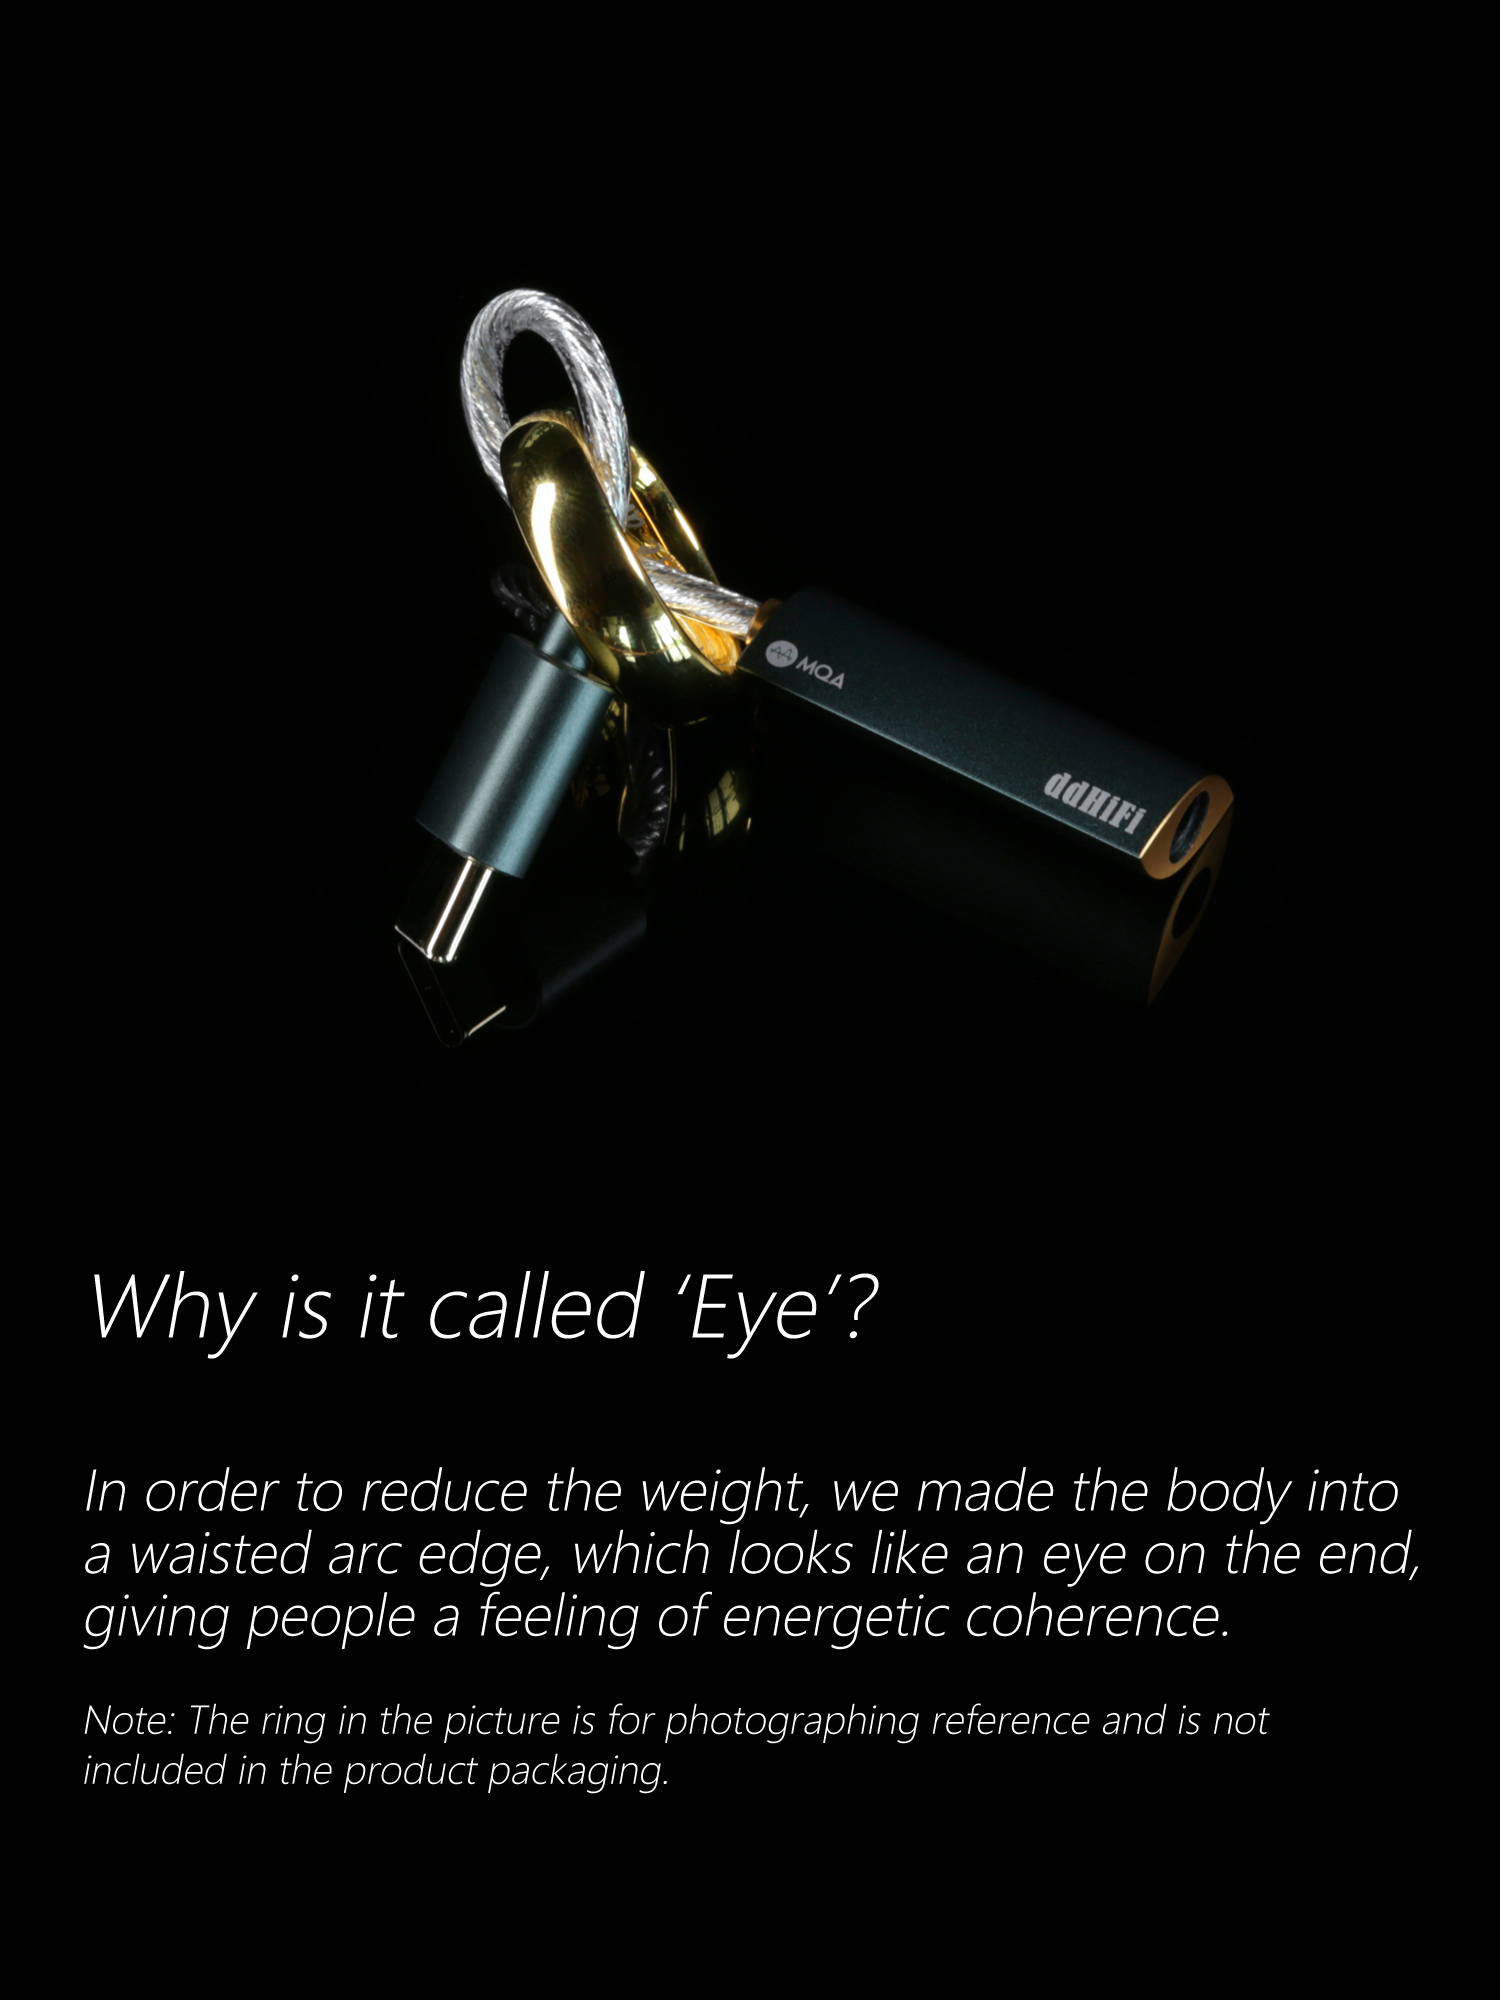 MQA
ddHiFi
Why is it called ‘Eye’?
In order to reduce the weight, we made the body into
a waisted arc edge, which looks like an eye on the end,
giving people a feeling of energetic coherence.
Note: The ring in the picture is for photographing reference and is not
included in the product packaging.